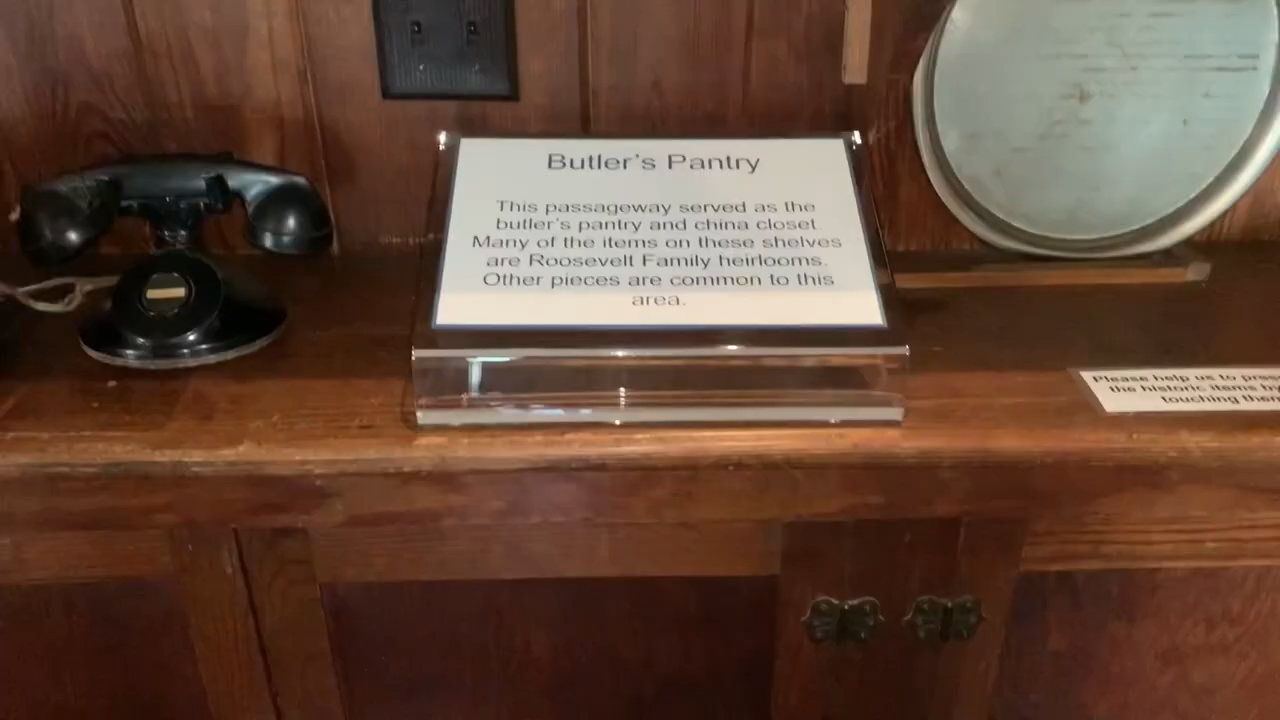 Butler's Pantry
This passageway served as the
butler's pantry and china closet.
Many of the items on these shelves
are Roosevelt Family heirlooms.
Other pieces are common to this
area.
Please help us to
the historic items by
touching